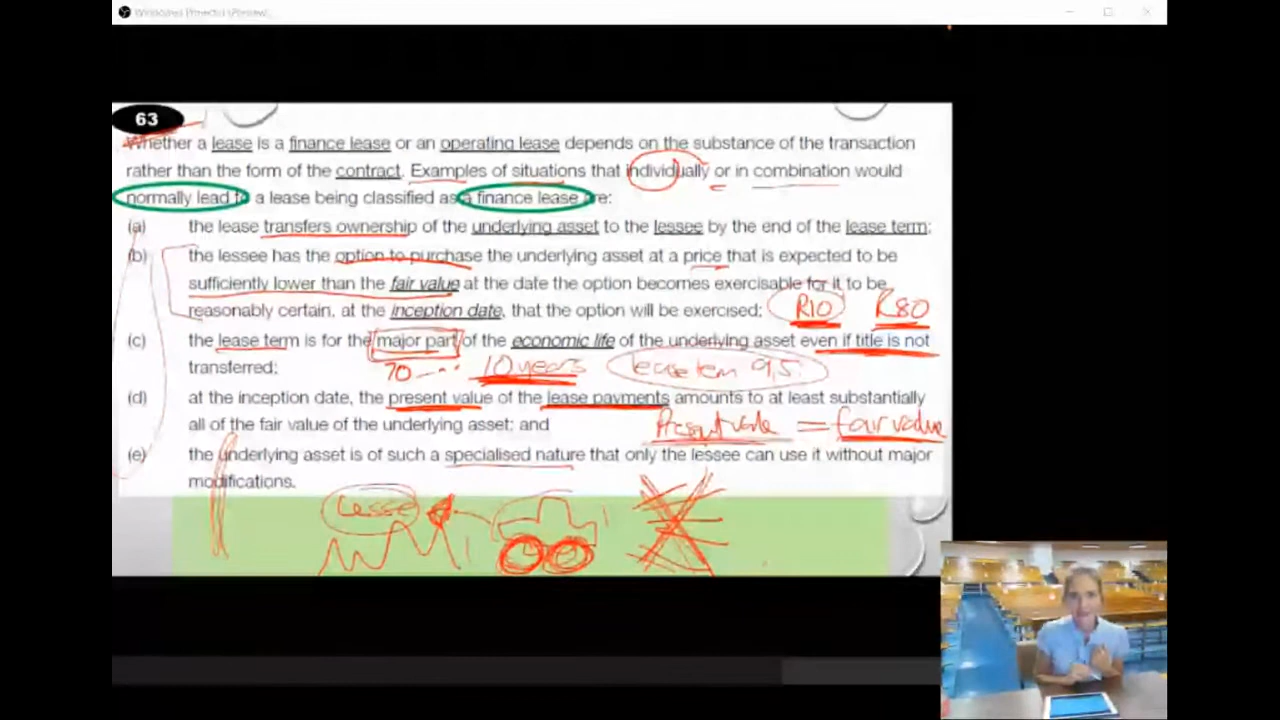 63
Whether a lease is a finance lease or an operating lease depends on the substance of the transaction
rather than the form of the contract. Examples of situations that individually or in combination would
normally lead to a lease being classified as a finance lease are:
(a) the lease transfers ownership of the underlying asset to the lessee by the end of the lease term;
(b) the lessee has the option to purchase the underlying asset at a price that is expected to be
sufficiently lower than the fair value at the date the option becomes exercisable for it to be
reasonably certain, at the inception date, that the option will be exercised;
R10 R80
(c) the lease term is for the major part of the economic life of the underlying asset even if title is not
transferred;
70 10 years lease term 9,5
(d) at the inception date, the present value of the lease payments amounts to at least substantially
all of the fair value of the underlying asset; and
Present value = fair value
(e) the underlying asset is of such a specialised nature that only the lessee can use it without major
modifications.
Lessee